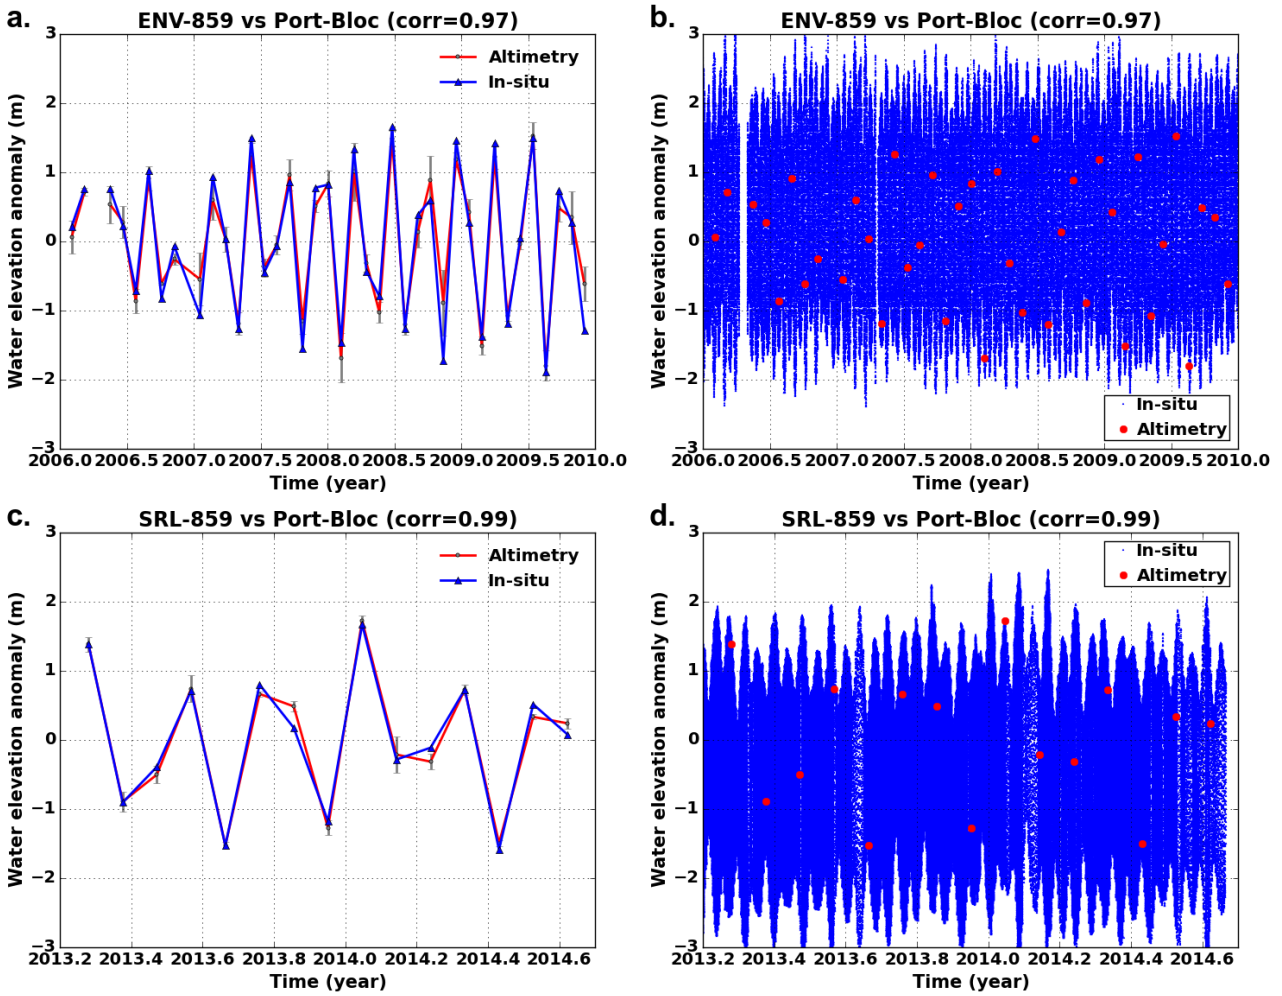 a.
ENV-859 vs Port-Bloc (corr=0.97)
Water elevation anomaly (m)
3
2
1
0
−1
−2
−3
Altimetry
In-situ
2006.0 2006.5 2007.0 2007.5 2008.0 2008.5 2009.0 2009.5 2010.0
Time (year)
b.
ENV-859 vs Port-Bloc (corr=0.97)
Water elevation anomaly (m)
3
2
1
0
−1
−2
−3
In-situ
Altimetry
2006.0 2006.5 2007.0 2007.5 2008.0 2008.5 2009.0 2009.5 2010.0
Time (year)
c.
SRL-859 vs Port-Bloc (corr=0.99)
Water elevation anomaly (m)
3
2
1
0
−1
−2
−3
Altimetry
In-situ
2013.2 2013.4 2013.6 2013.8 2014.0 2014.2 2014.4 2014.6
Time (year)
d.
SRL-859 vs Port-Bloc (corr=0.99)
Water elevation anomaly (m)
3
2
1
0
−1
−2
−3
In-situ
Altimetry
2013.2 2013.4 2013.6 2013.8 2014.0 2014.2 2014.4 2014.6
Time (year)